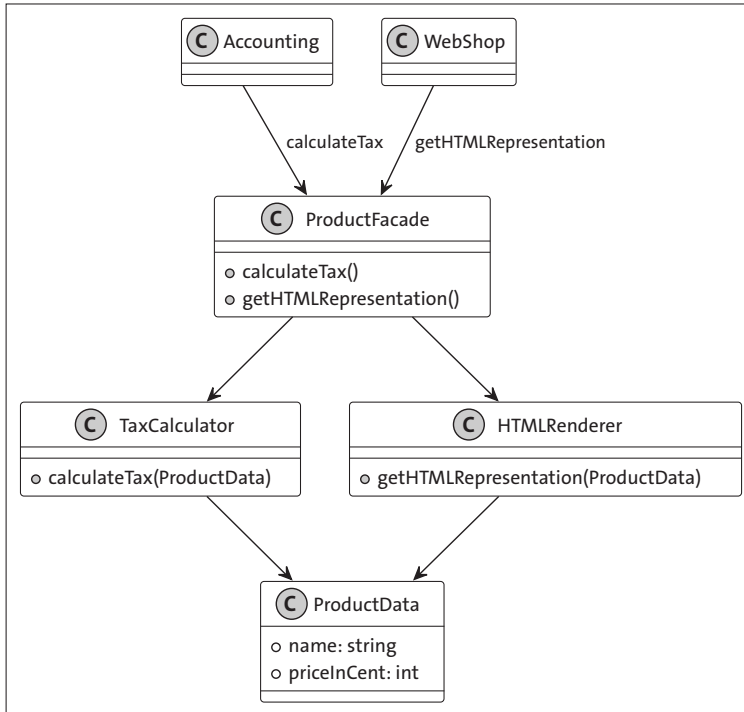 C Accounting
C WebShop
calculateTax
getHTMLRepresentation
C ProductFacade
calculateTax()
getHTMLRepresentation()
C TaxCalculator
calculateTax(ProductData)
C HTMLRenderer
getHTMLRepresentation(ProductData)
C ProductData
name: string
priceInCent: int